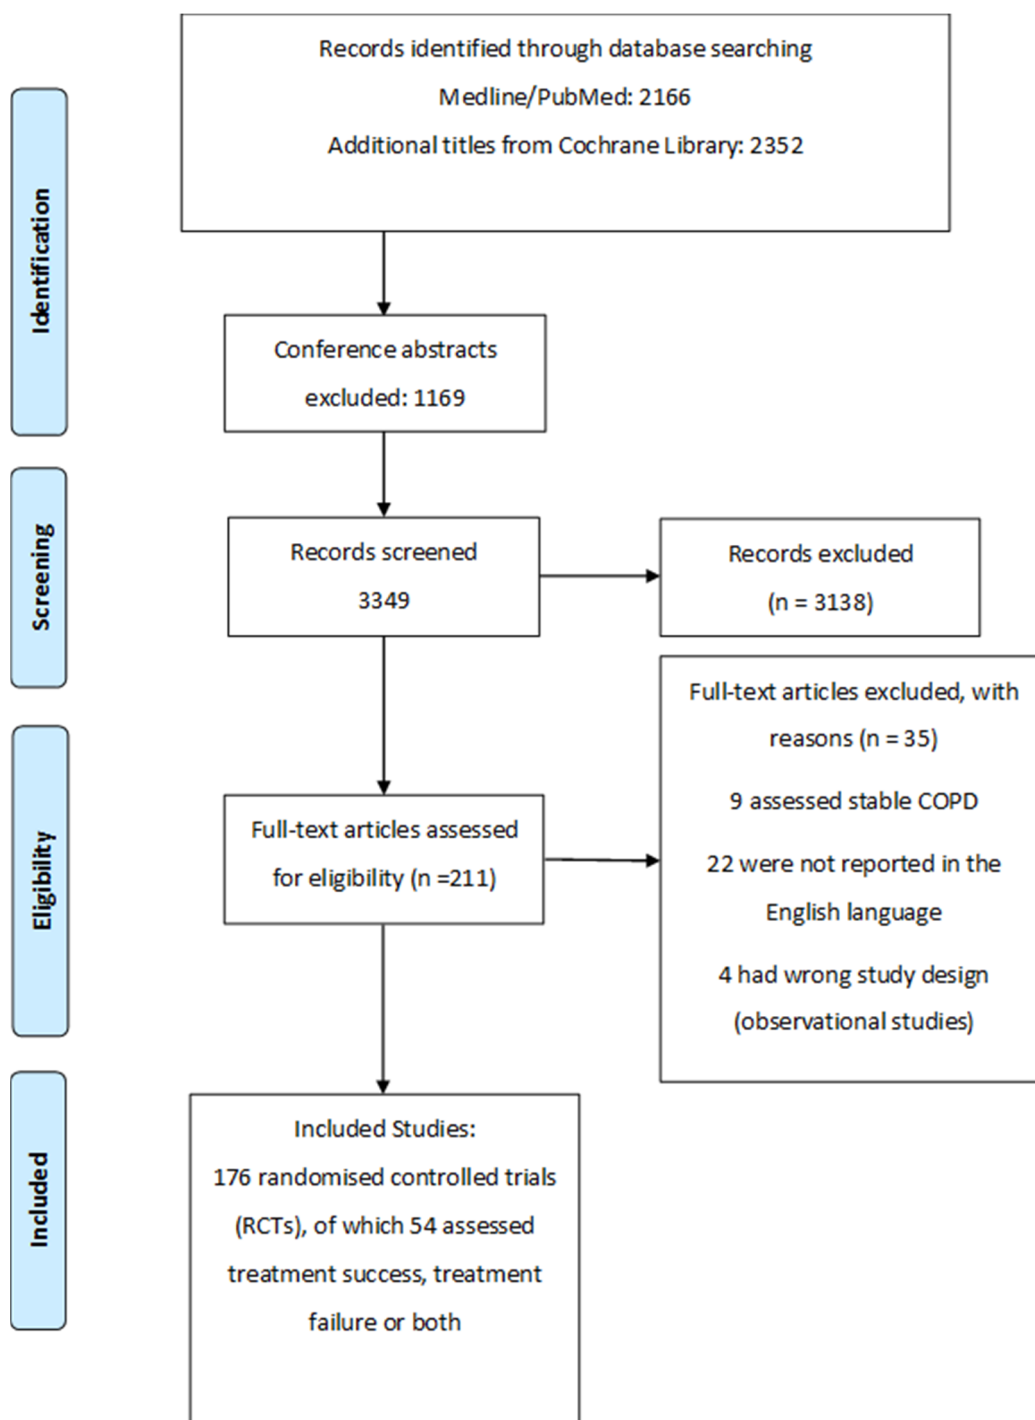 Identification
Records identified through database searching
Medline/PubMed: 2166
Additional titles from Cochrane Library: 2352
Conference abstracts
excluded: 1169
Screening
Records screened
3349
Records excluded
(n = 3138)
Eligibility
Full-text articles assessed
for eligibility (n =211)
Full-text articles excluded, with
reasons (n = 35)
9 assessed stable COPD
22 were not reported in the
English language
4 had wrong study design
(observational studies)
Included
Included Studies:
176 randomised controlled trials
(RCTs), of which 54 assessed
treatment success, treatment
failure or both